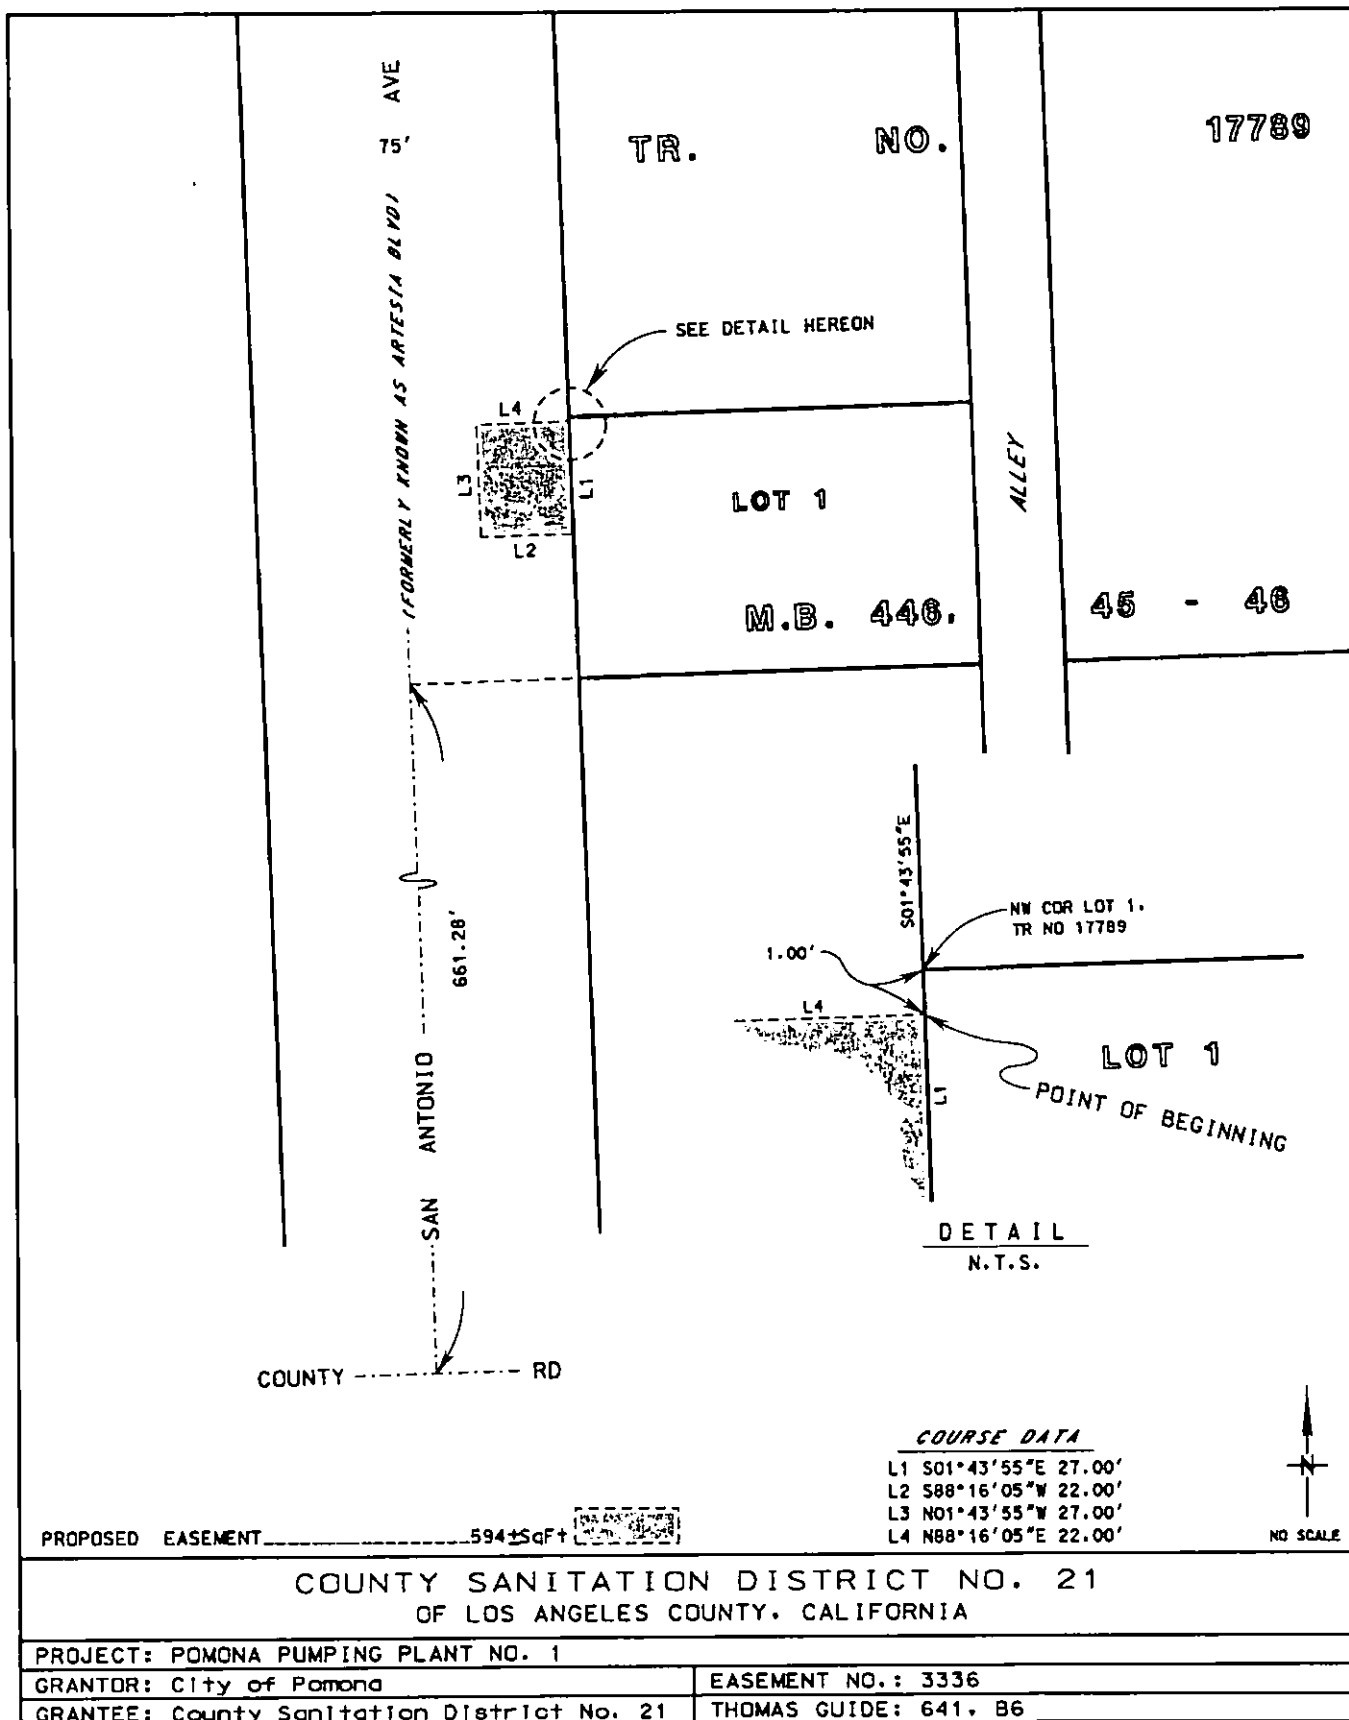 AVE
75'
(FORMERLY KNOWN AS ARTESIA BLVD)
TR. NO. 17789
SEE DETAIL HEREON
L4
L3
L1
L2
LOT 1
ALLEY
M.B. 446. 45 - 46
661.28'
SAN ANTONIO
COUNTY RD
S01°43'55"E
NW COR LOT 1.
TR NO 17789
1.00'
L4
L1
LOT 1
POINT OF BEGINNING
DETAIL
N.T.S.
COURSE DATA
L1 S01°43'55"E 27.00'
L2 S88°16'05"W 22.00'
L3 N01°43'55"W 27.00'
L4 N88°16'05"E 22.00'
N
NO SCALE
PROPOSED EASEMENT 594±SqFt
COUNTY SANITATION DISTRICT NO. 21
OF LOS ANGELES COUNTY. CALIFORNIA
PROJECT: POMONA PUMPING PLANT NO. 1
GRANTOR: City of Pomona
EASEMENT NO.: 3336
GRANTEE: County Sanitation District No. 21
THOMAS GUIDE: 641. B6